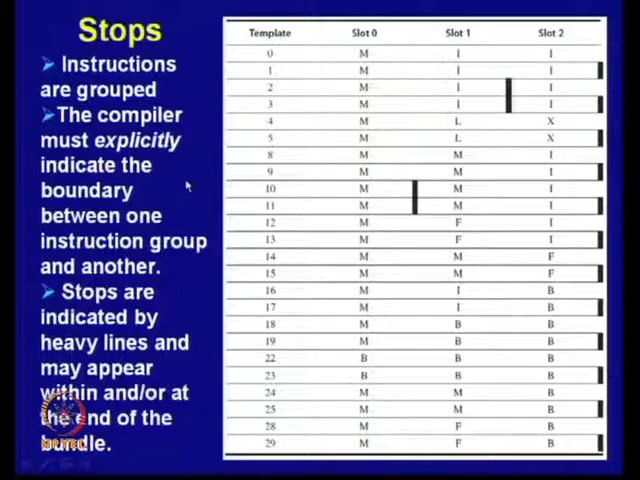 Stops
Instructions
are grouped
The compiler
must explicitly
indicate the
boundary
between one
instruction group
and another.
Stops are
indicated by
heavy lines and
may appear
within and/or at
the end of the
bundle.
Template Slot 0 Slot 1 Slot 2
0 M I I
1 M I I
2 M I I
3 M I I
4 M L X
5 M L X
8 M M I
9 M M I
10 M M I
11 M M I
12 M F I
13 M F I
14 M M F
15 M M F
16 M I B
17 M I B
18 M B B
19 M B B
22 B B B
23 B B B
24 M M B
25 M M B
28 M F B
29 M F B
NPTEL